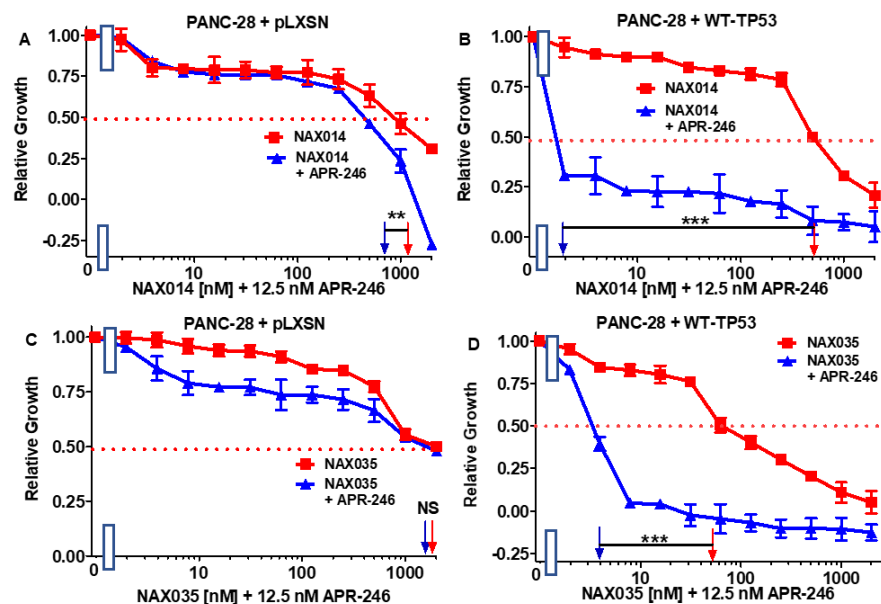 PANC-28 + pLXSN
A
Relative Growth
1.00
0.75
0.50
0.25
0.00
-0.25
NAX014
NAX014
+ APR-246
**
0
10
100
1000
NAX014 [nM] + 12.5 nM APR-246
PANC-28 + WT-TP53
B
Relative Growth
1.00
0.75
0.50
0.25
0.00
NAX014
NAX014
+ APR-246
***
0
10
100
1000
NAX014 [nM] + 12.5 nM APR-246
PANC-28 + pLXSN
C
Relative Growth
1.00
0.75
0.50
0.25
0.00
NAX035
NAX035
+ APR-246
NS
0
10
100
1000
NAX035 [nM] + 12.5 nM APR-246
PANC-28 + WT-TP53
D
Relative Growth
1.00
0.75
0.50
0.25
0.00
-0.25
NAX035
NAX035
+ APR-246
***
0
10
100
1000
NAX035 [nM] + 12.5 nM APR-246